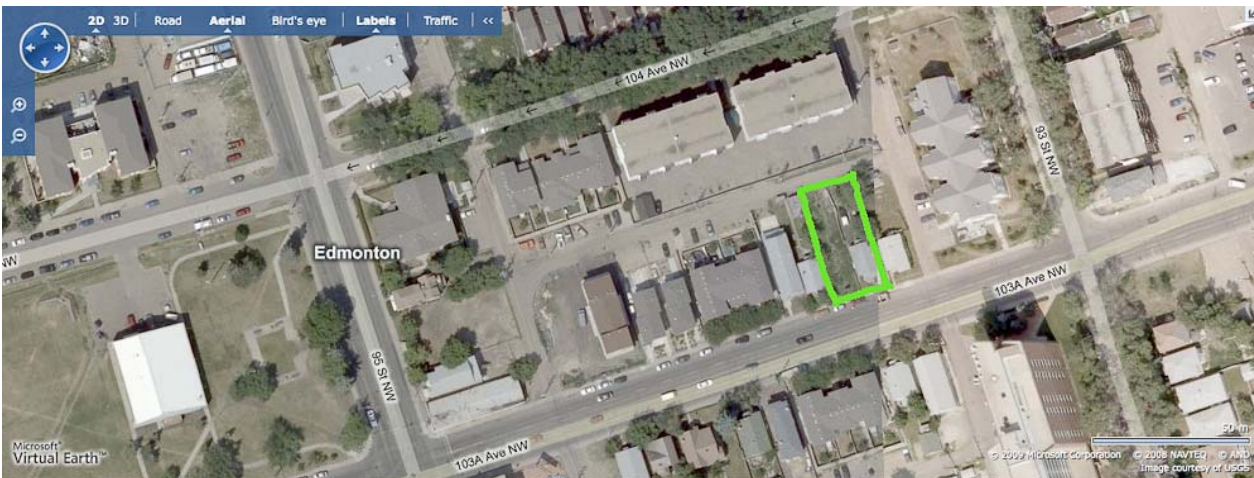 2D 3D Road Aerial Bird's eye Labels Traffic <<
104 Ave NW
93 St NW
Edmonton
NW
103A Ave NW
95 St NW
50 m
Microsoft®
Virtual Earth™
103A Ave NW
© 2009 Microsoft Corporation © 2008 NAVTEQ © AND
Image courtesy of USGS